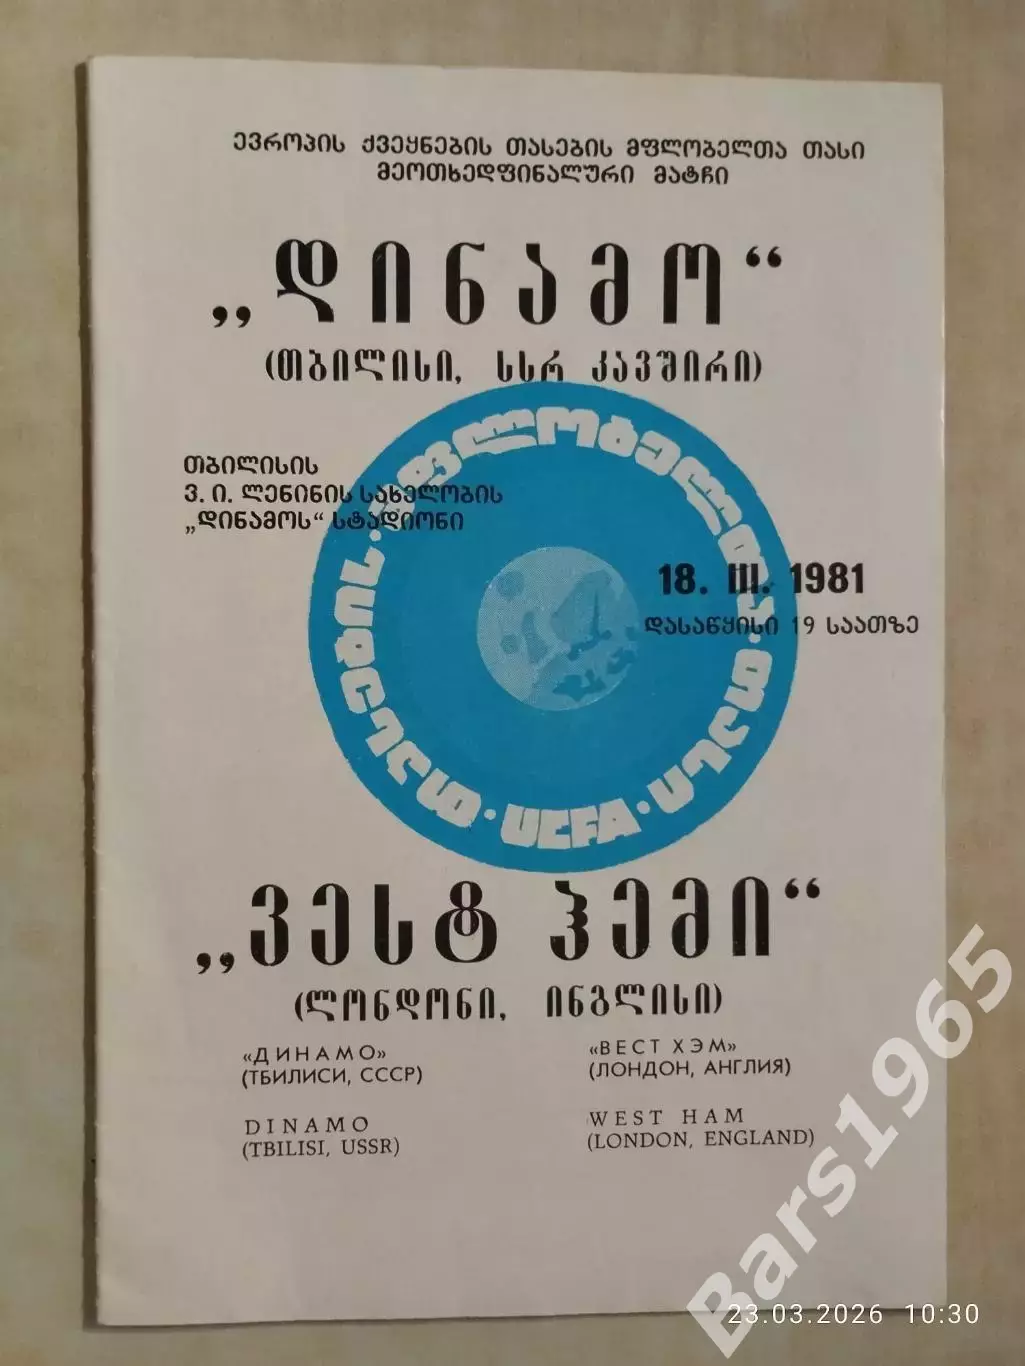 ევროპის ქვეყნების თასების მფლობელთა თასი
მეოთხედფინალური მატჩი
„დინამო“
(თბილისი, სსრ კავშირი)
თბილისის
ვ. ი. ლენინის სახელობის
„დინამოს“ სტადიონი
18. III. 1981
დასაწყისი 19 საათზე
UEFA
„ვესტ ჰემი“
(ლონდონი, ინგლისი)
«ДИНАМО»
(ТБИЛИСИ, СССР)
«ВЕСТ ХЭМ»
(ЛОНДОН, АНГЛИЯ)
DINAMO
(TBILISI, USSR)
WEST HAM
(LONDON, ENGLAND)
Bars1965
23.03.2026 10:30